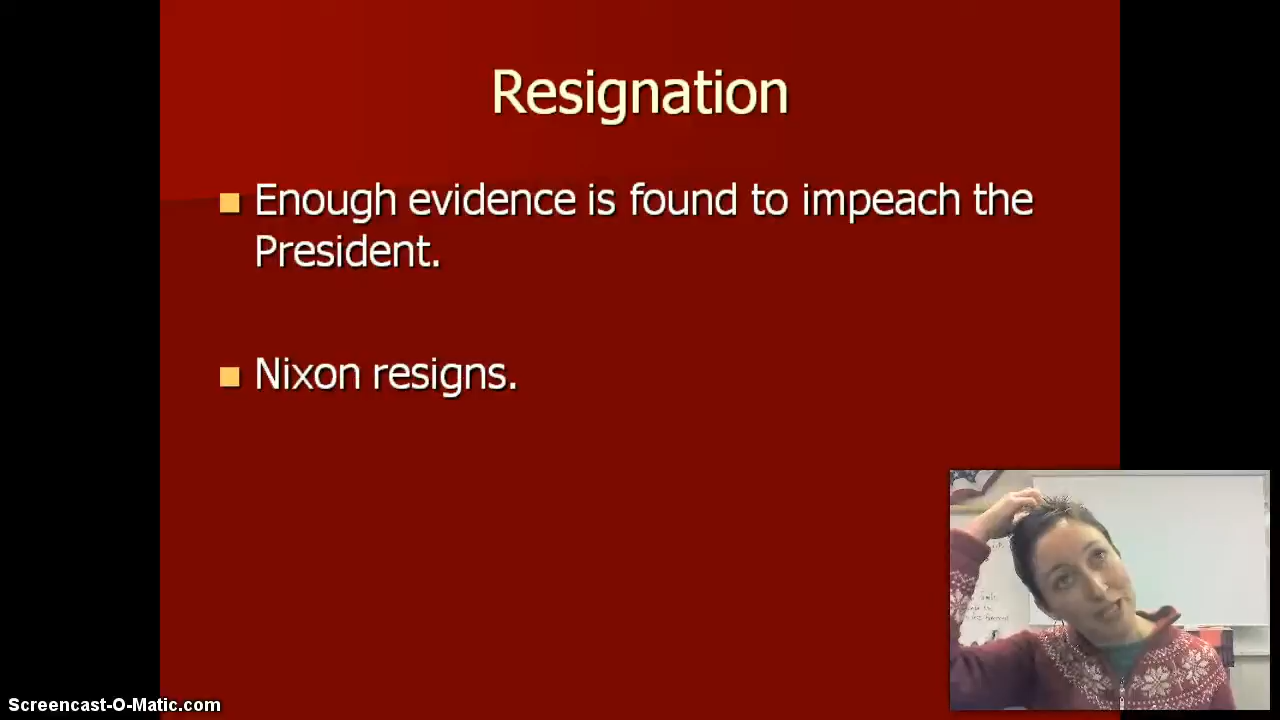 Resignation
Enough evidence is found to impeach the
President.
Nixon resigns.
Screencast-O-Matic.com